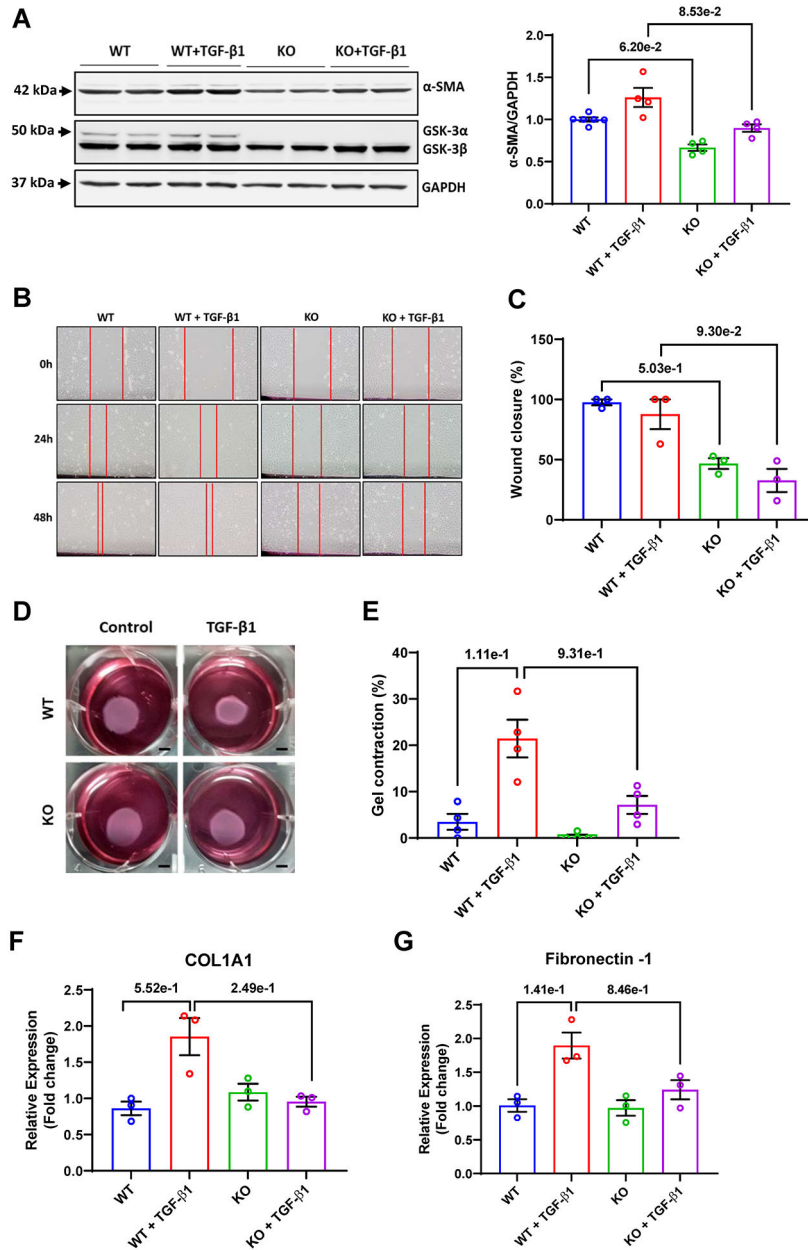 A
WT WT+TGF-β1 KO KO+TGF-β1
42 kDa α-SMA
50 kDa GSK-3α
GSK-3β
37 kDa GAPDH
8.53e-2
6.20e-2
α-SMA/GAPDH
2.0
1.5
1.0
0.5
0.0
WT
WT + TGF-β1
KO
KO + TGF-β1
B
WT WT + TGF-β1 KO KO + TGF-β1
0h
24h
48h
C
9.30e-2
5.03e-1
Wound closure (%)
150
100
50
0
WT
WT + TGF-β1
KO
KO + TGF-β1
D
Control TGF-β1
WT
KO
E
1.11e-1 9.31e-1
Gel contraction (%)
40
30
20
10
0
WT
WT + TGF-β1
KO
KO + TGF-β1
F
COL1A1
5.52e-1 2.49e-1
Relative Expression
(Fold change)
2.5
2.0
1.5
1.0
0.5
0.0
WT
WT + TGF-β1
KO
KO + TGF-β1
G
Fibronectin -1
1.41e-1 8.46e-1
Relative Expression
(Fold change)
2.5
2.0
1.5
1.0
0.5
0.0
WT
WT + TGF-β1
KO
KO + TGF-β1